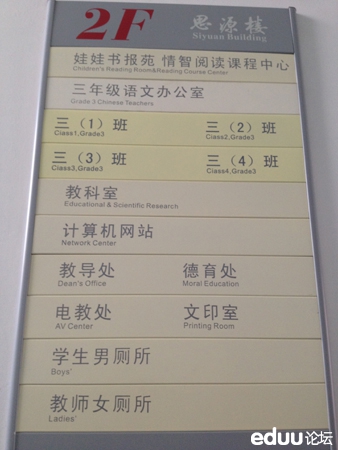 2F 思源楼
Siyuan Building
娃娃书报苑 情智阅读课程中心
Children's Reading Room&Reading Course Center
三年级语文办公室
Grade 3 Chinese Teachers
三（1）班 三（2）班
Class1,Grade3 Class2,Grade3
三（3）班 三（4）班
Class3,Grade3 Class4,Grade3
教科室
Educational & Scientific Research
计算机网站
Network Center
教导处 德育处
Dean's Office Moral Education
电教处 文印室
AV Center Printing Room
学生男厕所
Boys'
教师女厕所
Ladies'
eduu论坛